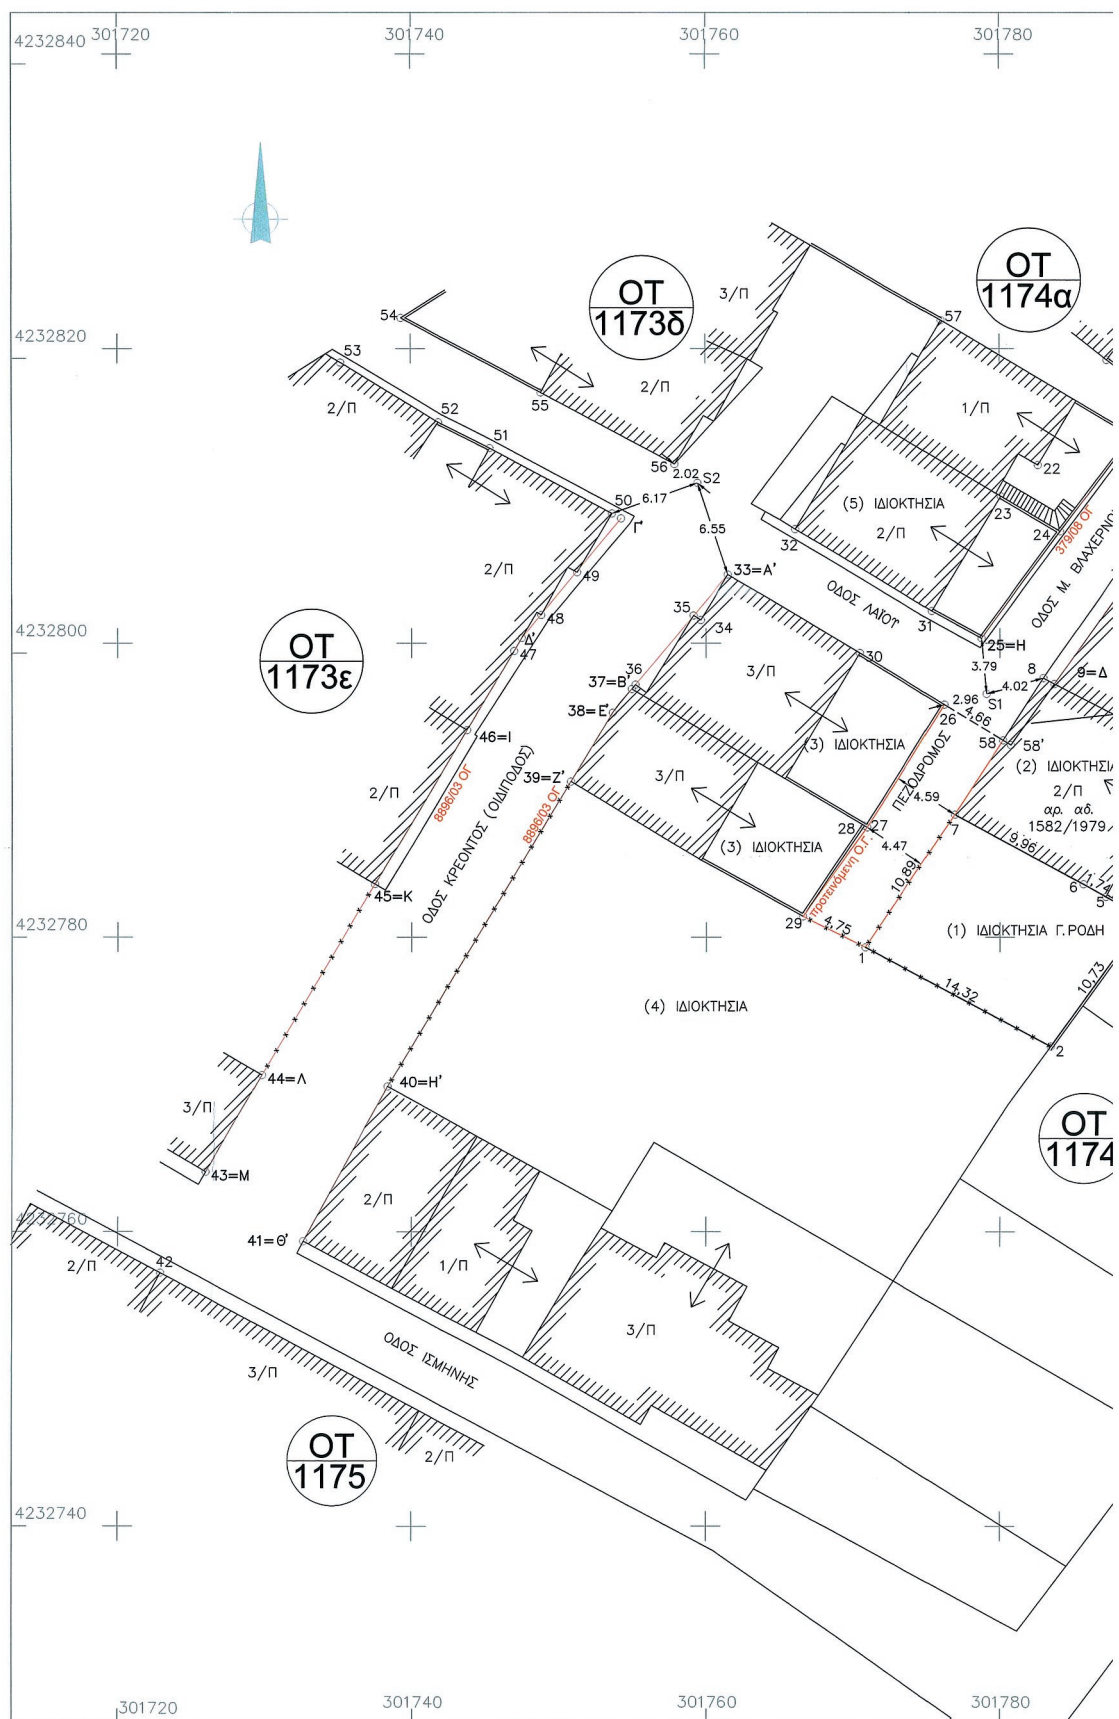 301720
301740
301760
301780
4232840
ΟΤ
1174α
ΟΤ
1173δ
3/Π
57
54
4232820
53
2/Π
55
2/Π
1/Π
52
51
56
2.02
S2
22
50
6.17
Γ'
(5) ΙΔΙΟΚΤΗΣΙΑ
2/Π
23
24
379/08 ΟΓ
6.55
32
ΟΔΟΣ Μ. ΒΛΑΧΕΡΝΩ
2/Π
49
33=Α'
ΟΔΟΣ ΛΑΪΟΥ
31
48
35
34
4232800
25=Η
ΟΤ
1173ε
Δ'
47
3.79
30
36
37=Β'
3/Π
8
9=Δ
4.02
S1
38=Ε'
2.96
26
4.66
46=Ι
58
58'
(3) ΙΔΙΟΚΤΗΣΙΑ
ΠΕΖΟΔΡΟΜΟΣ
(2) ΙΔΙΟΚΤΗΣΙΑ
2/Π
αρ. αδ.
1582/1979
39=Ζ'
3/Π
2/Π
8896/03 ΟΓ
8896/03 ΟΓ
4.59
7
28
27
9,96
(3) ΙΔΙΟΚΤΗΣΙΑ
4.47
ΟΔΟΣ ΚΡΕΟΝΤΟΣ (ΟΙΔΙΠΟΔΟΣ)
προτεινόμενη Ο.Γ
10,89
45=Κ
6
1,74
5
29
4,75
4232780
1
(1) ΙΔΙΟΚΤΗΣΙΑ Γ.ΡΟΔΗ
14,32
10,73
(4) ΙΔΙΟΚΤΗΣΙΑ
2
44=Λ
40=Η'
3/Π
ΟΤ
1174
43=Μ
2/Π
4232760
41=Θ'
2/Π
42
1/Π
3/Π
ΟΔΟΣ ΙΣΜΗΝΗΣ
3/Π
ΟΤ
1175
2/Π
4232740
301720
301740
301760
301780